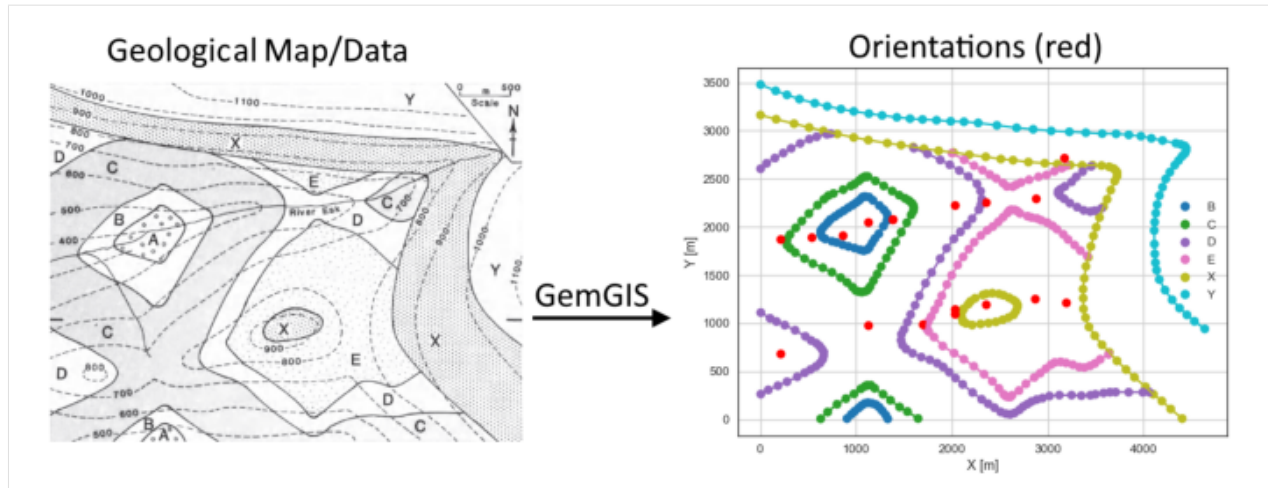 Geological Map/Data
Orientations (red)
1000
1100
Y
0 m 500
Scale
N
900
800
700
X
D
C
E
600
500
B
River
D
C
700
800
900
1000
400
A
Y
1100
X
C
X
900
800
E
D
800
700
D
600
B
500
A
C
GemGIS
3500
3000
2500
2000
1500
1000
500
0
Y [m]
0
1000
2000
3000
4000
X [m]
B
C
D
E
X
Y